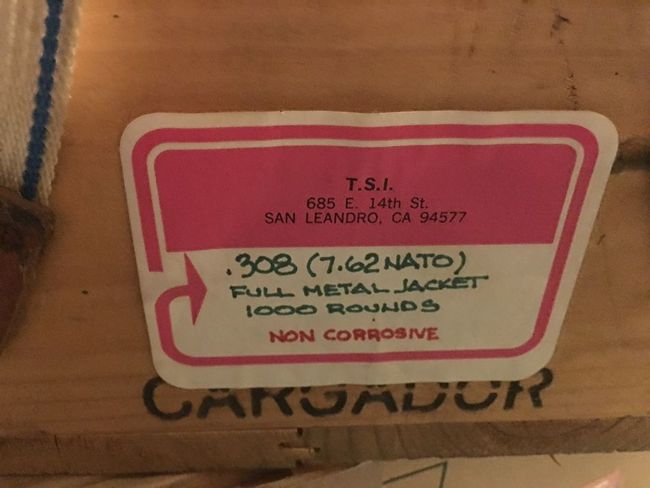 T.S.I.
685 E. 14th St.
SAN LEANDRO, CA 94577
.308 (7.62 NATO)
FULL METAL JACKET
1000 ROUNDS
NON CORROSIVE
CARGADOR